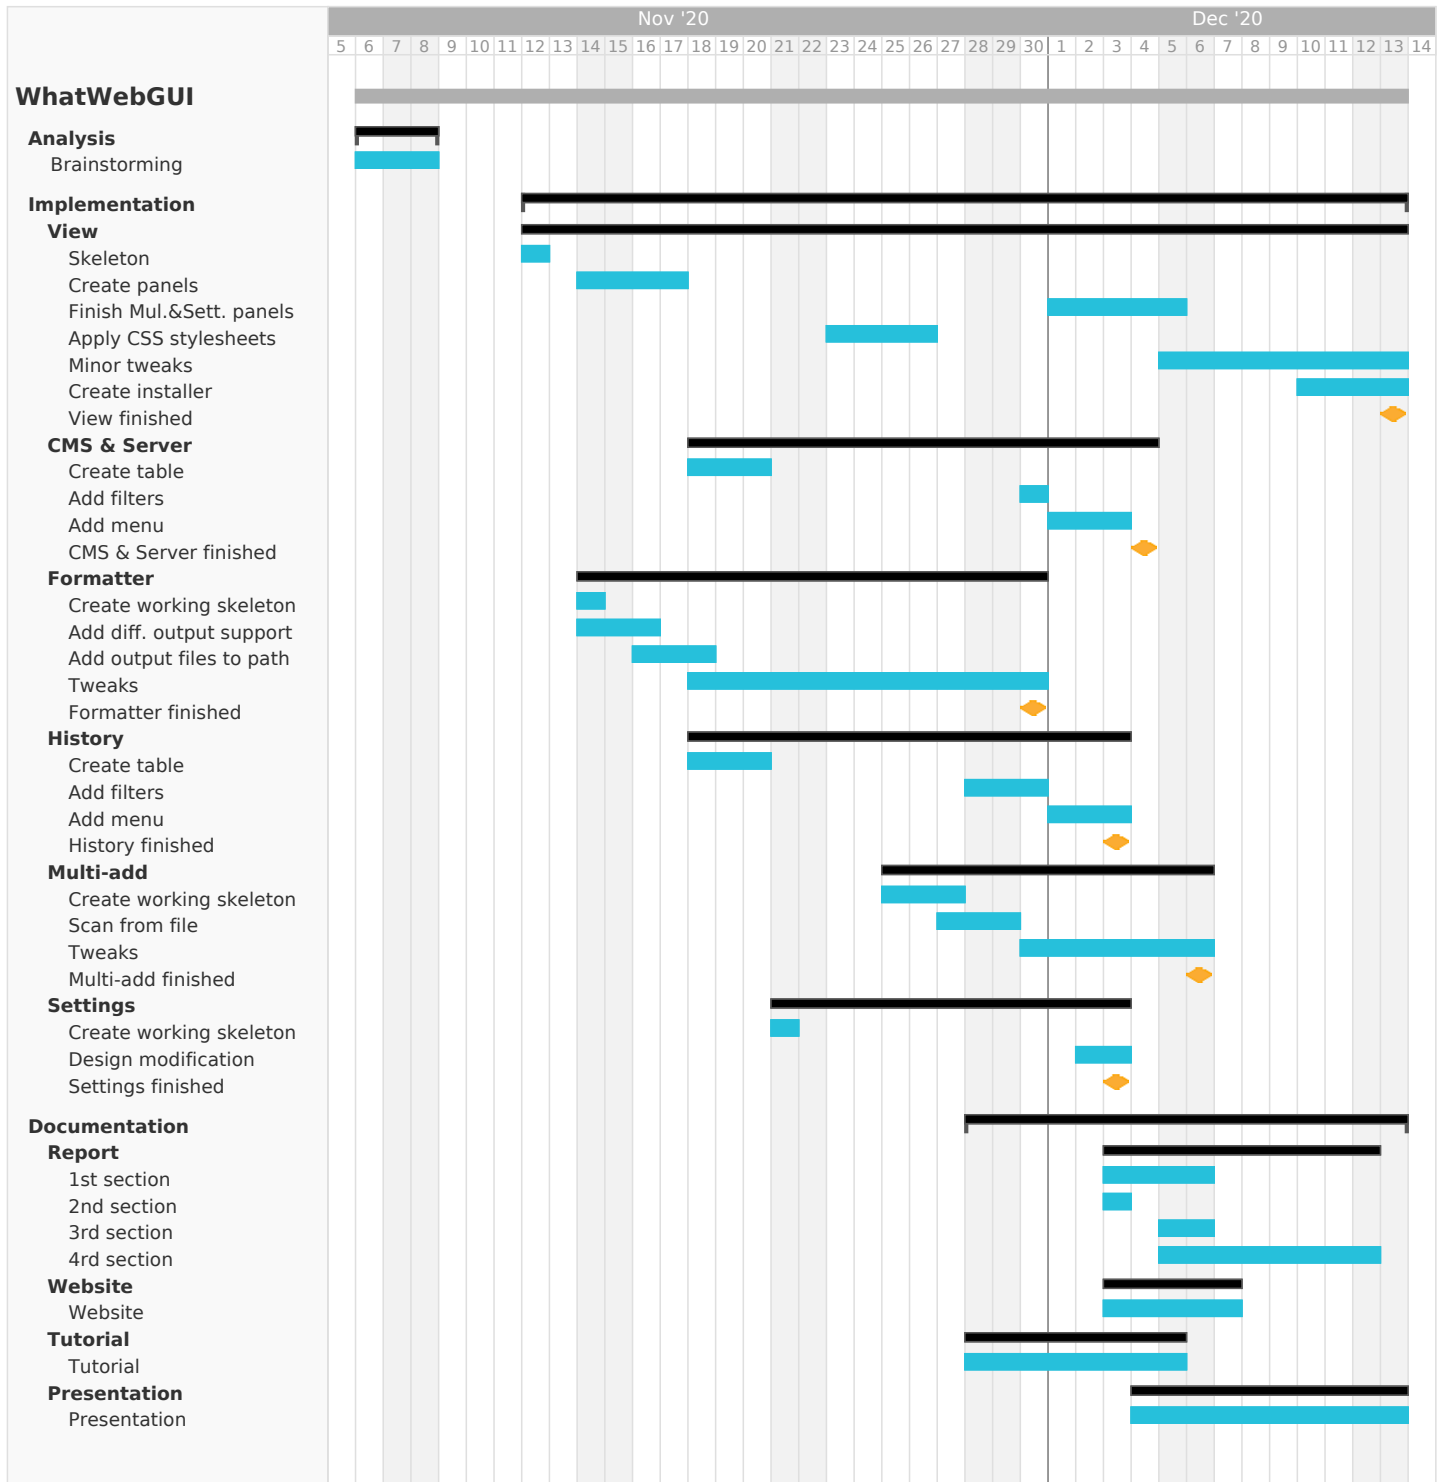 Nov '20 Dec '20
5 6 7 8 9 10 11 12 13 14 15 16 17 18 19 20 21 22 23 24 25 26 27 28 29 30 1 2 3 4 5 6 7 8 9 10 11 12 13 14
WhatWebGUI
Analysis
Brainstorming
Implementation
View
Skeleton
Create panels
Finish Mul.&Sett. panels
Apply CSS stylesheets
Minor tweaks
Create installer
View finished
CMS & Server
Create table
Add filters
Add menu
CMS & Server finished
Formatter
Create working skeleton
Add diff. output support
Add output files to path
Tweaks
Formatter finished
History
Create table
Add filters
Add menu
History finished
Multi-add
Create working skeleton
Scan from file
Tweaks
Multi-add finished
Settings
Create working skeleton
Design modification
Settings finished
Documentation
Report
1st section
2nd section
3rd section
4rd section
Website
Website
Tutorial
Tutorial
Presentation
Presentation